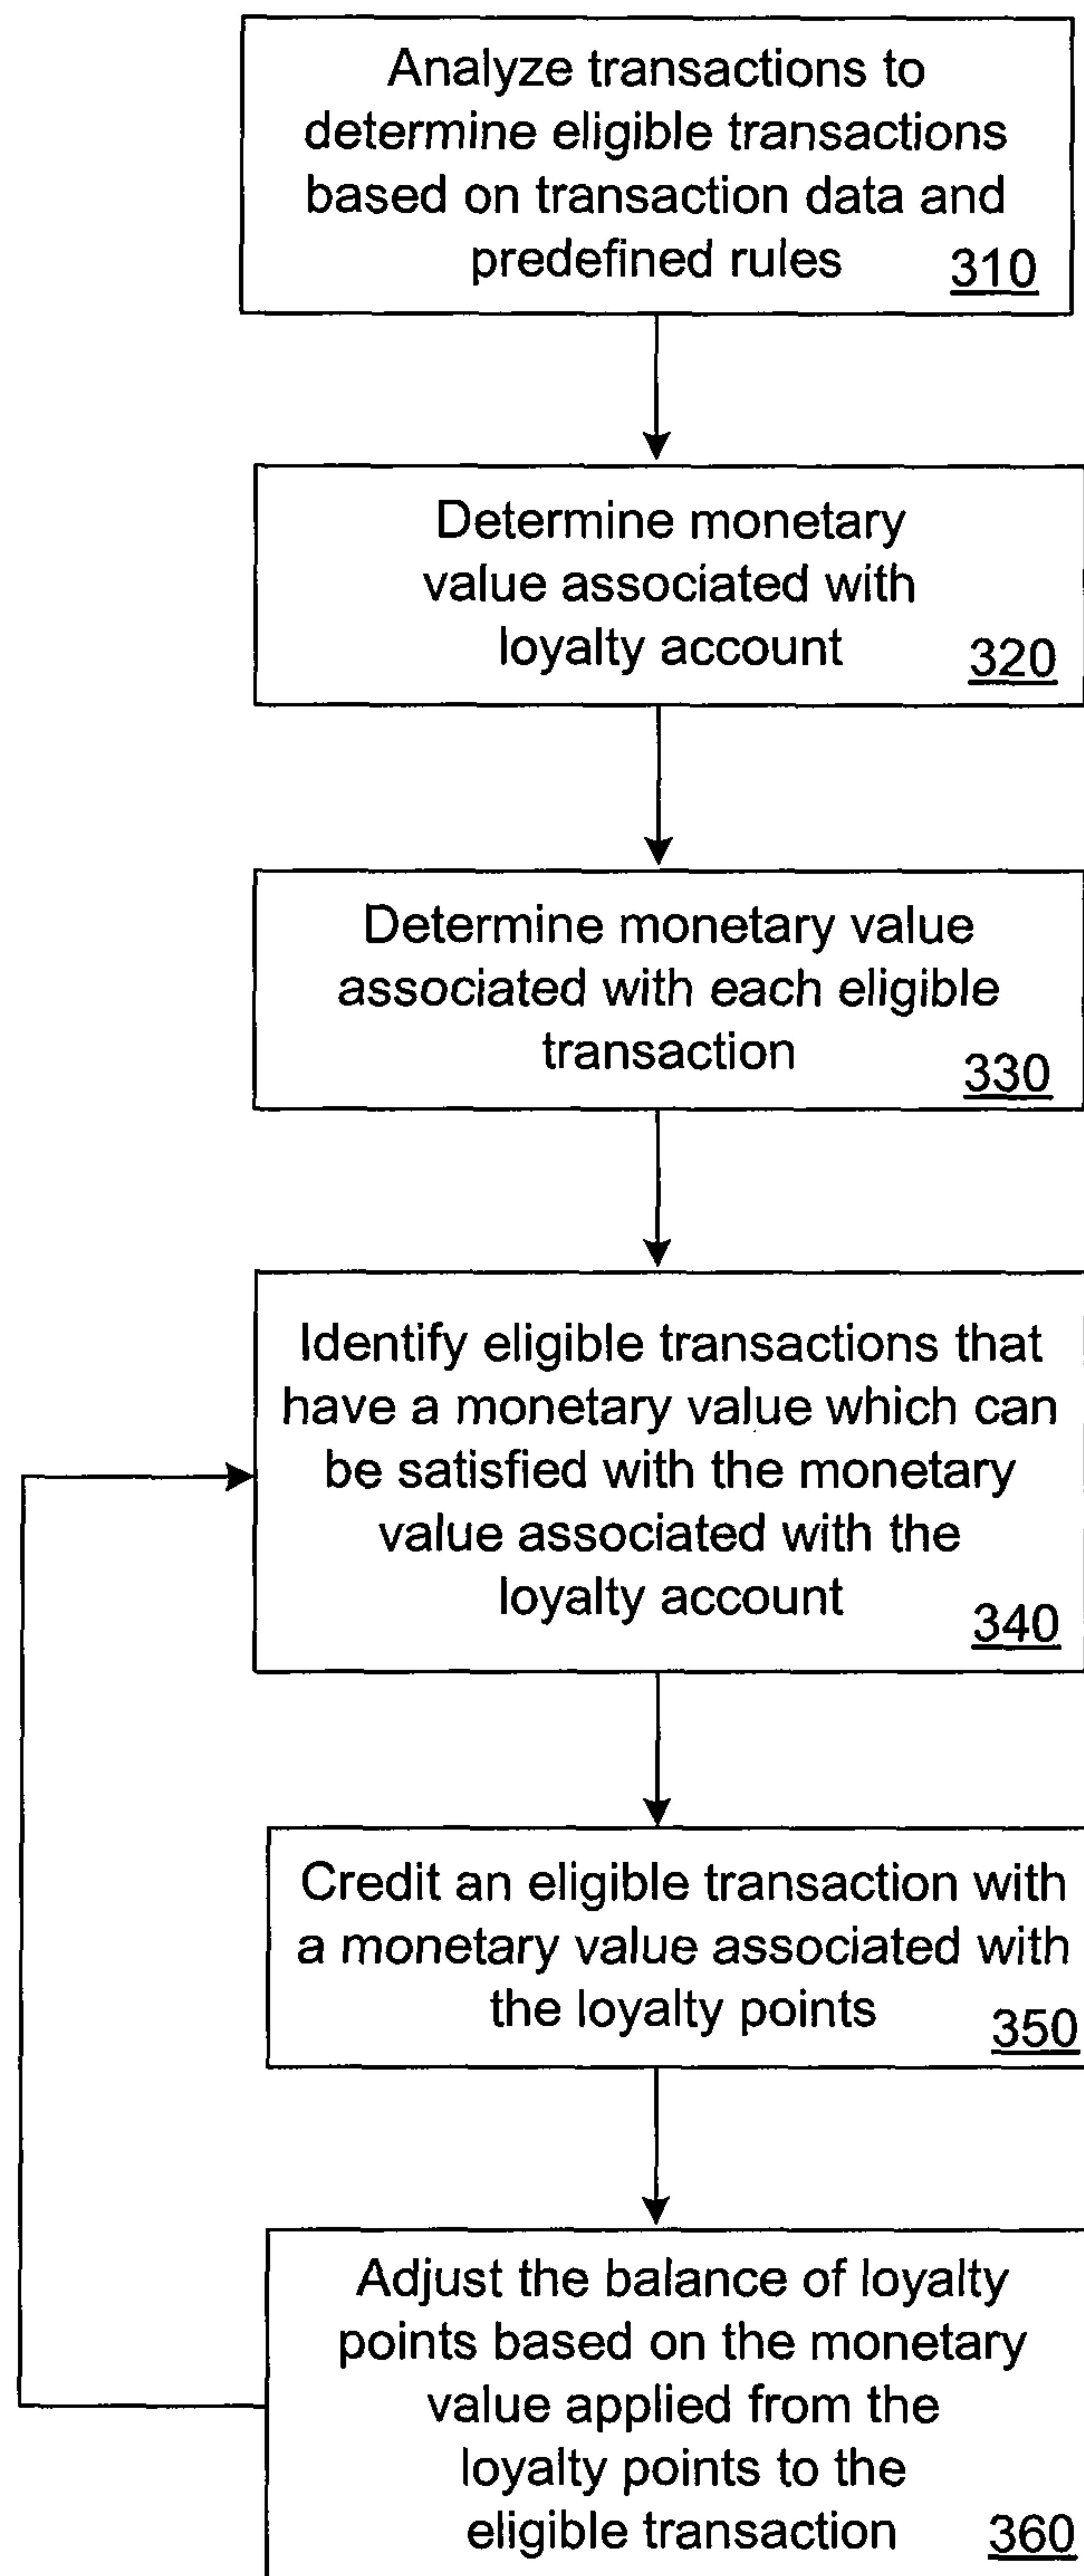 Analyze transactions to
determine eligible transactions
based on transaction data and
predefined rules 310
Determine monetary
value associated with
loyalty account 320
Determine monetary value
associated with each eligible
transaction 330
Identify eligible transactions that
have a monetary value which can
be satisfied with the monetary
value associated with the
loyalty account 340
Credit an eligible transaction with
a monetary value associated with
the loyalty points 350
Adjust the balance of loyalty
points based on the monetary
value applied from the
loyalty points to the
eligible transaction 360